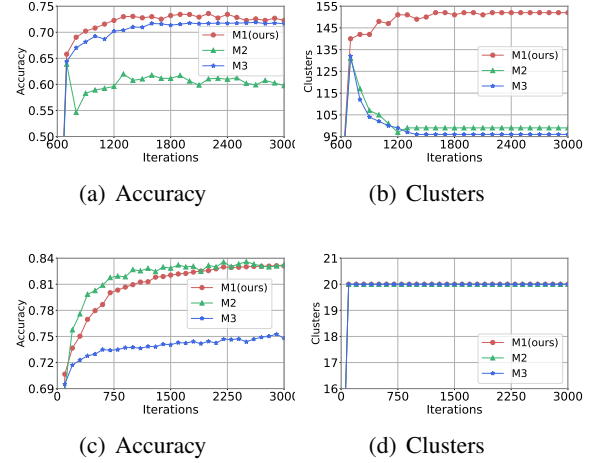 0.75
0.70
0.65
0.60
0.55
0.50
Accuracy
M1(ours)
M2
M3
600 1200 1800 2400 3000
Iterations
(a) Accuracy
155
145
135
125
115
105
95
Clusters
M1(ours)
M2
M3
600 1200 1800 2400 3000
Iterations
(b) Clusters
0.84
0.81
0.78
0.75
0.72
0.69
Accuracy
M1(ours)
M2
M3
0 750 1500 2250 3000
Iterations
(c) Accuracy
21
20
19
18
17
16
Clusters
M1(ours)
M2
M3
0 750 1500 2250 3000
Iterations
(d) Clusters